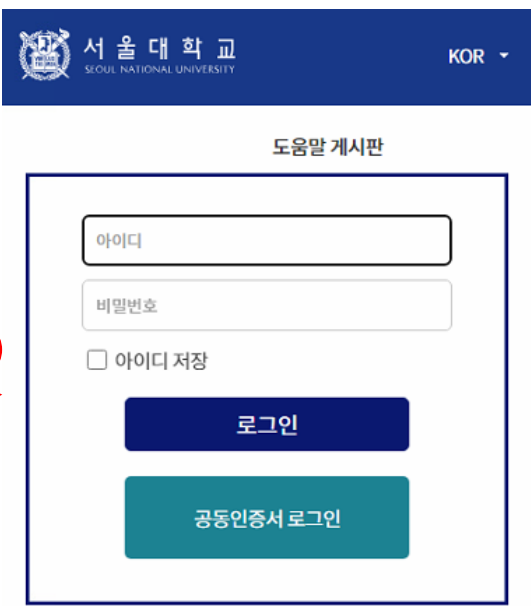 서울대학교
SEOUL NATIONAL UNIVERSITY
KOR
도움말 게시판
아이디
비밀번호
아이디 저장
로그인
공동인증서 로그인